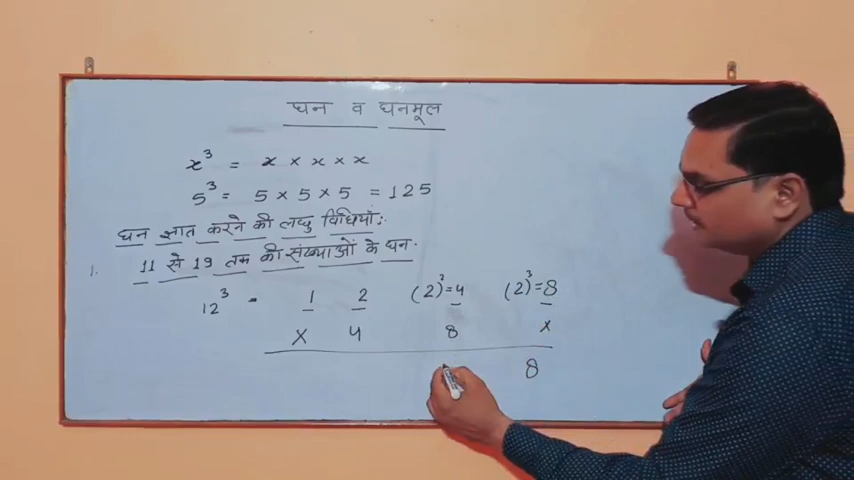 घन व घनमूल
x³ = x × x × x
5³ = 5 × 5 × 5 = 125
घन ज्ञात करने की लघु विधियाँ:
1. 11 से 19 तक की संख्याओं के घन.
12³ = 1 2 (2)²=4 (2)³=8
x 4 8 x
8